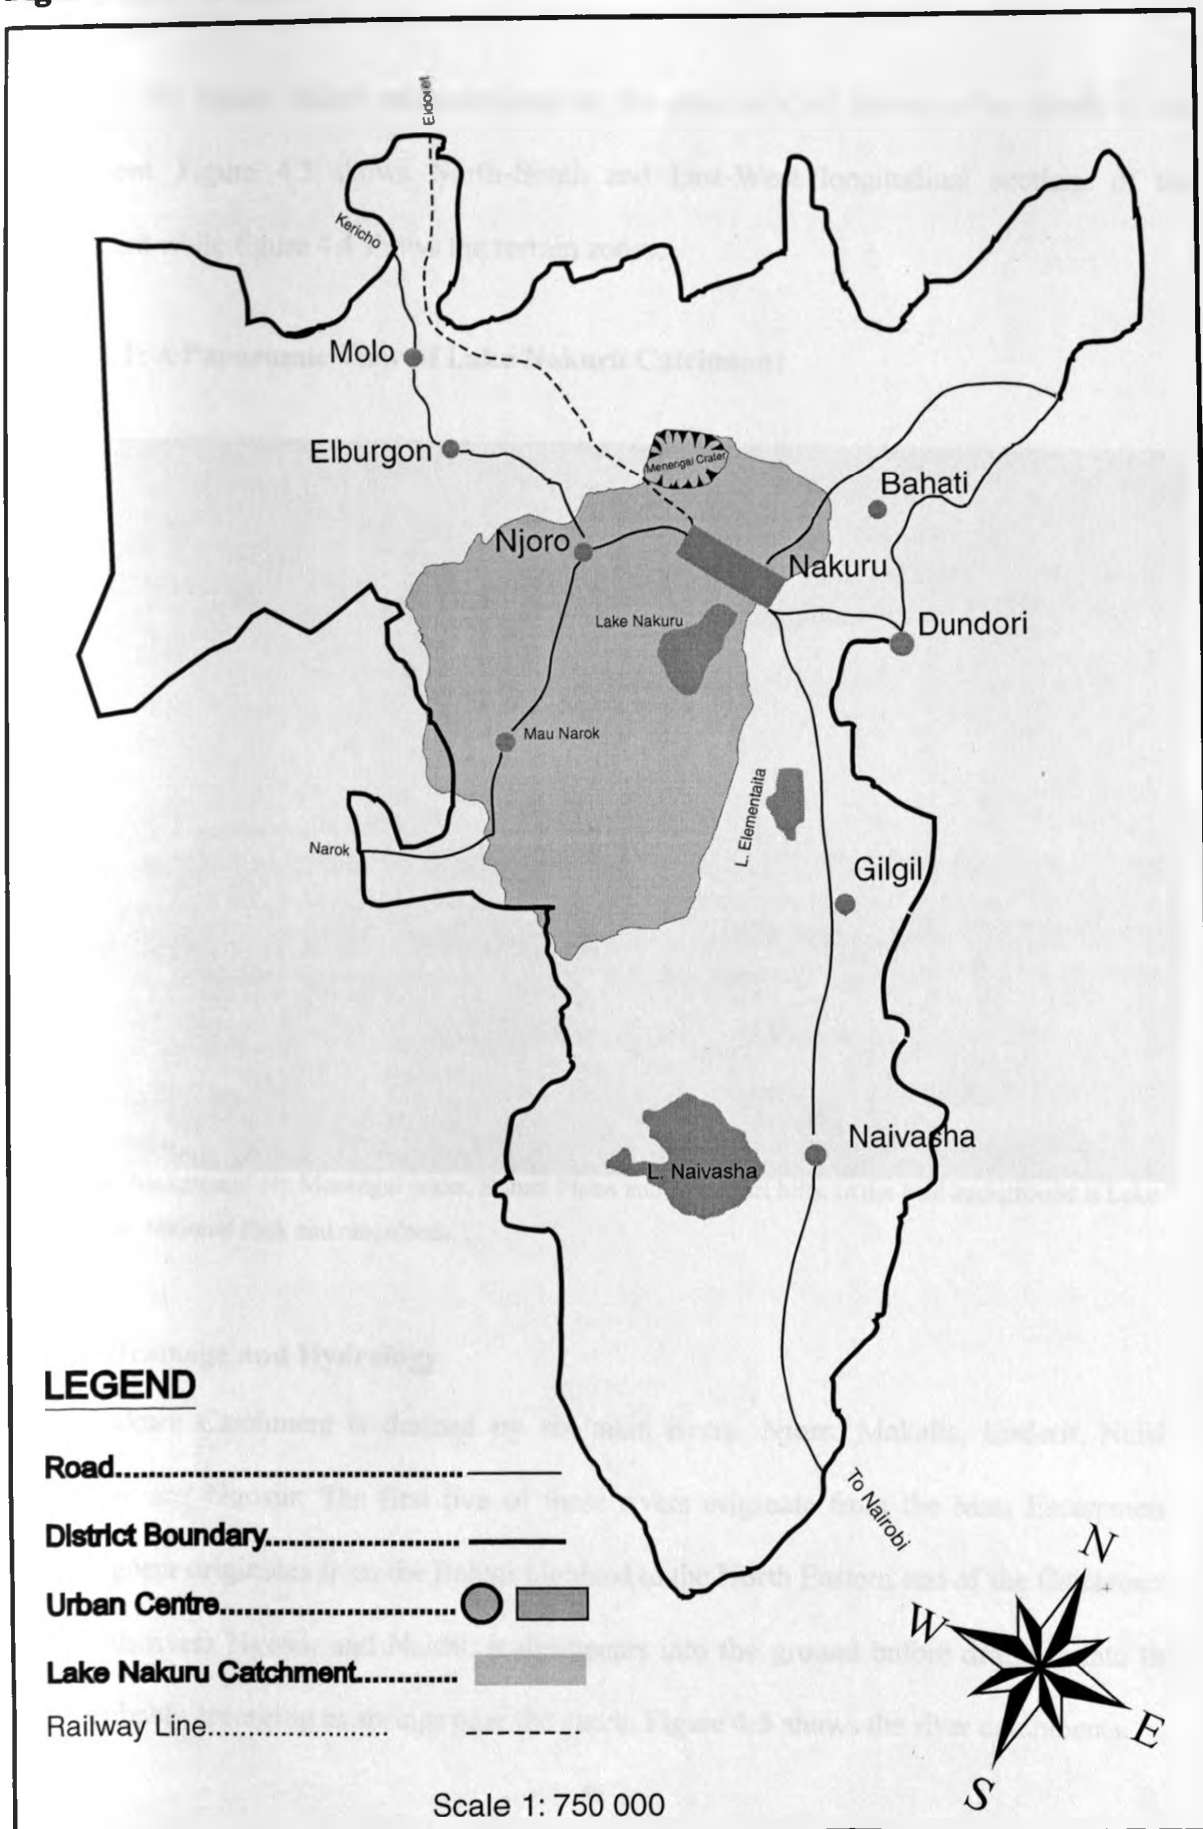 Eldoret
Kericho
Molo
Elburgon
Menengai Crater
Bahati
Njoro
Nakuru
Lake Nakuru
Dundori
Mau Narok
L. Elementaita
Narok
Gilgil
Naivasha
L. Naivasha
LEGEND
Road
District Boundary
Urban Centre
Lake Nakuru Catchment
Railway Line
To Nairobi
N
W
E
S
Scale 1: 750 000